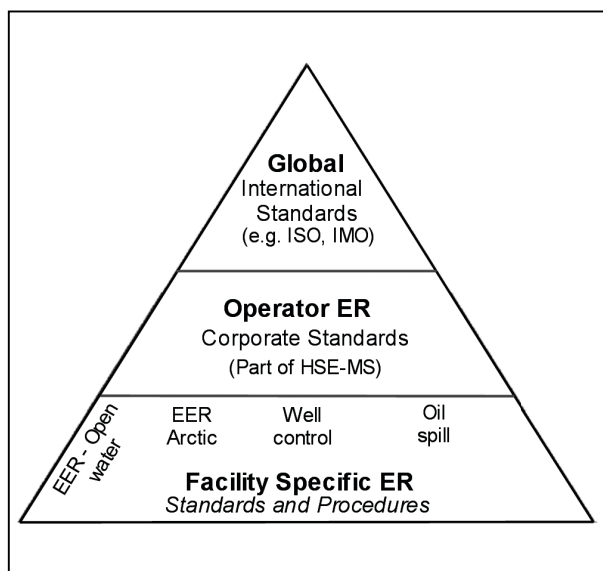 Global
International
Standards
(e.g. ISO, IMO)
Operator ER
Corporate Standards
(Part of HSE-MS)
EER - Open
water
EER
Arctic
Well
control
Oil
spill
Facility Specific ER
Standards and Procedures